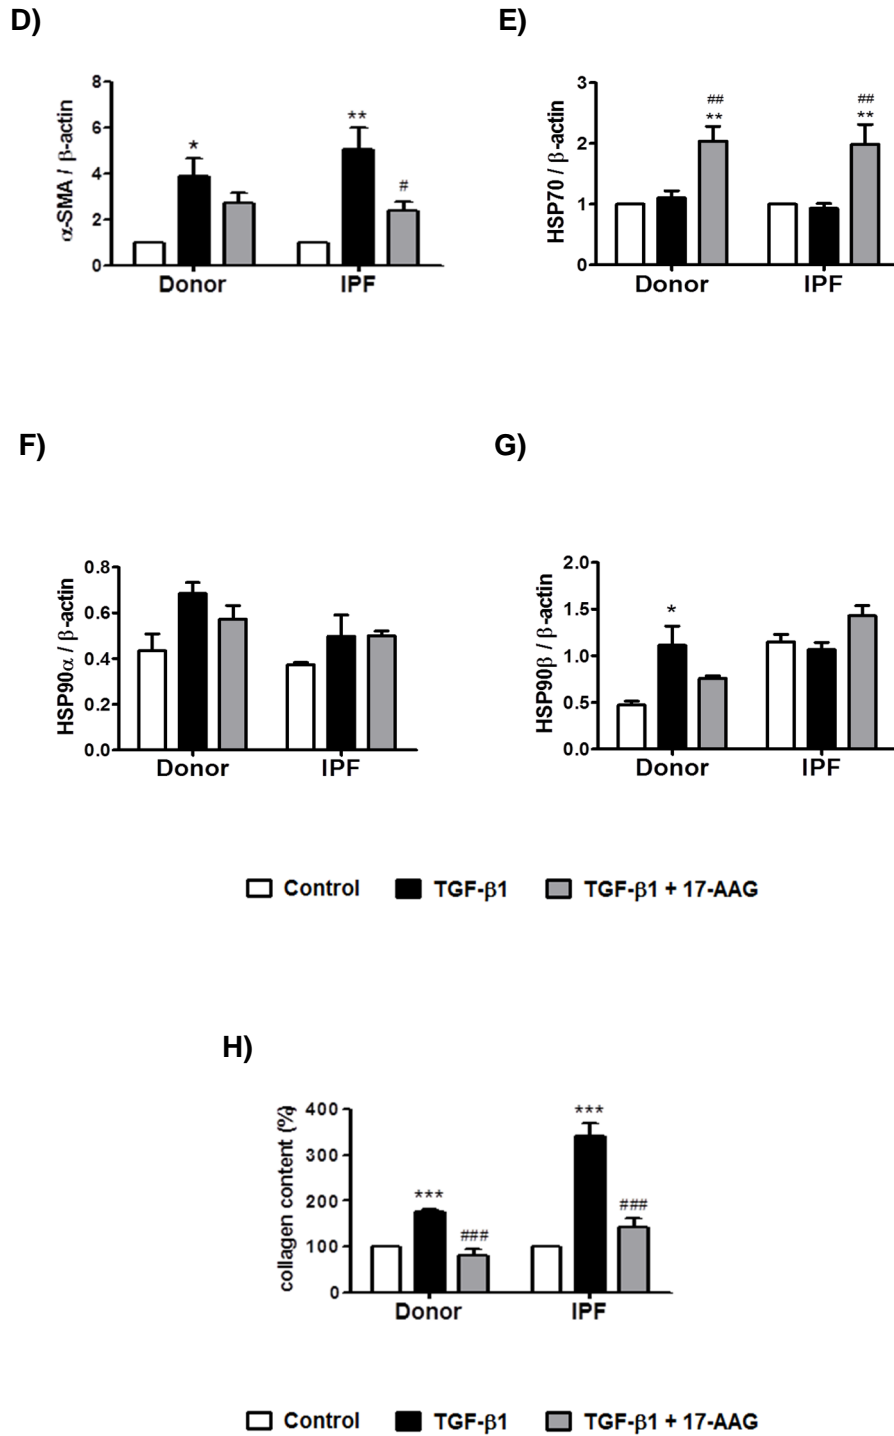 D)
E)
α-SMA / β-actin
8
6
4
2
0
*
**
#
Donor
IPF
HSP70 / β-actin
3
2
1
0
##
**
##
**
Donor
IPF
F)
G)
HSP90α / β-actin
0.8
0.6
0.4
0.2
0.0
Donor
IPF
HSP90β / β-actin
2.0
1.5
1.0
0.5
0.0
*
Donor
IPF
Control TGF-β1 TGF-β1 + 17-AAG
H)
collagen content (%)
400
300
200
100
0
***
###
***
###
Donor
IPF
Control TGF-β1 TGF-β1 + 17-AAG